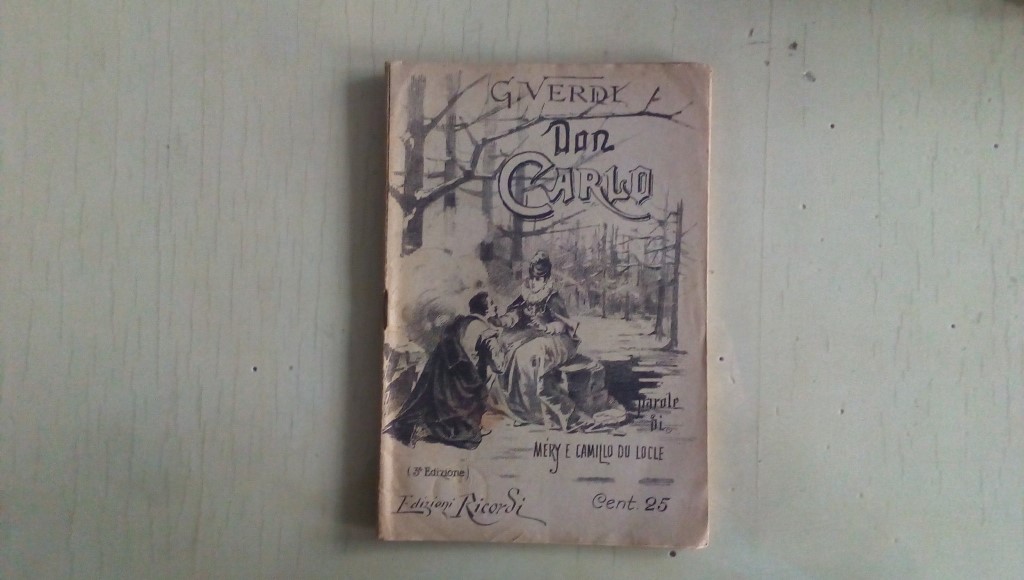 G. VERDI
Don
CARLO
parole
di
MÉRY E CAMILLO DU LOCLE
(3ª Edizione)
Edizioni Ricordi
Cent. 25